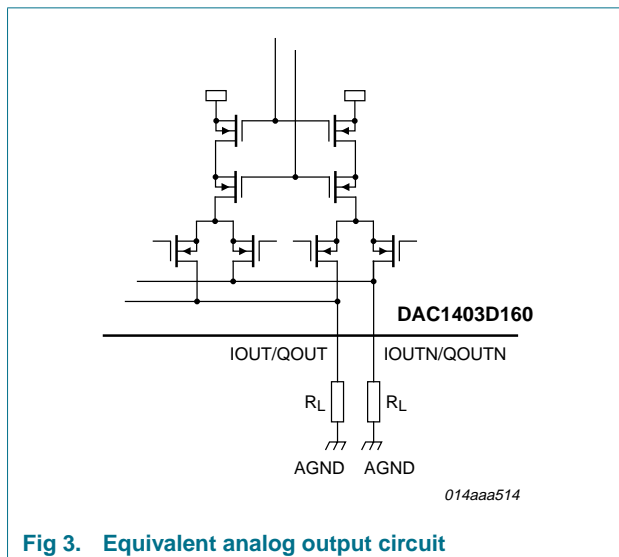 DAC1403D160
IOUT/QOUT IOUTN/QOUTN
RL RL
AGND AGND
014aaa514
Fig 3. Equivalent analog output circuit